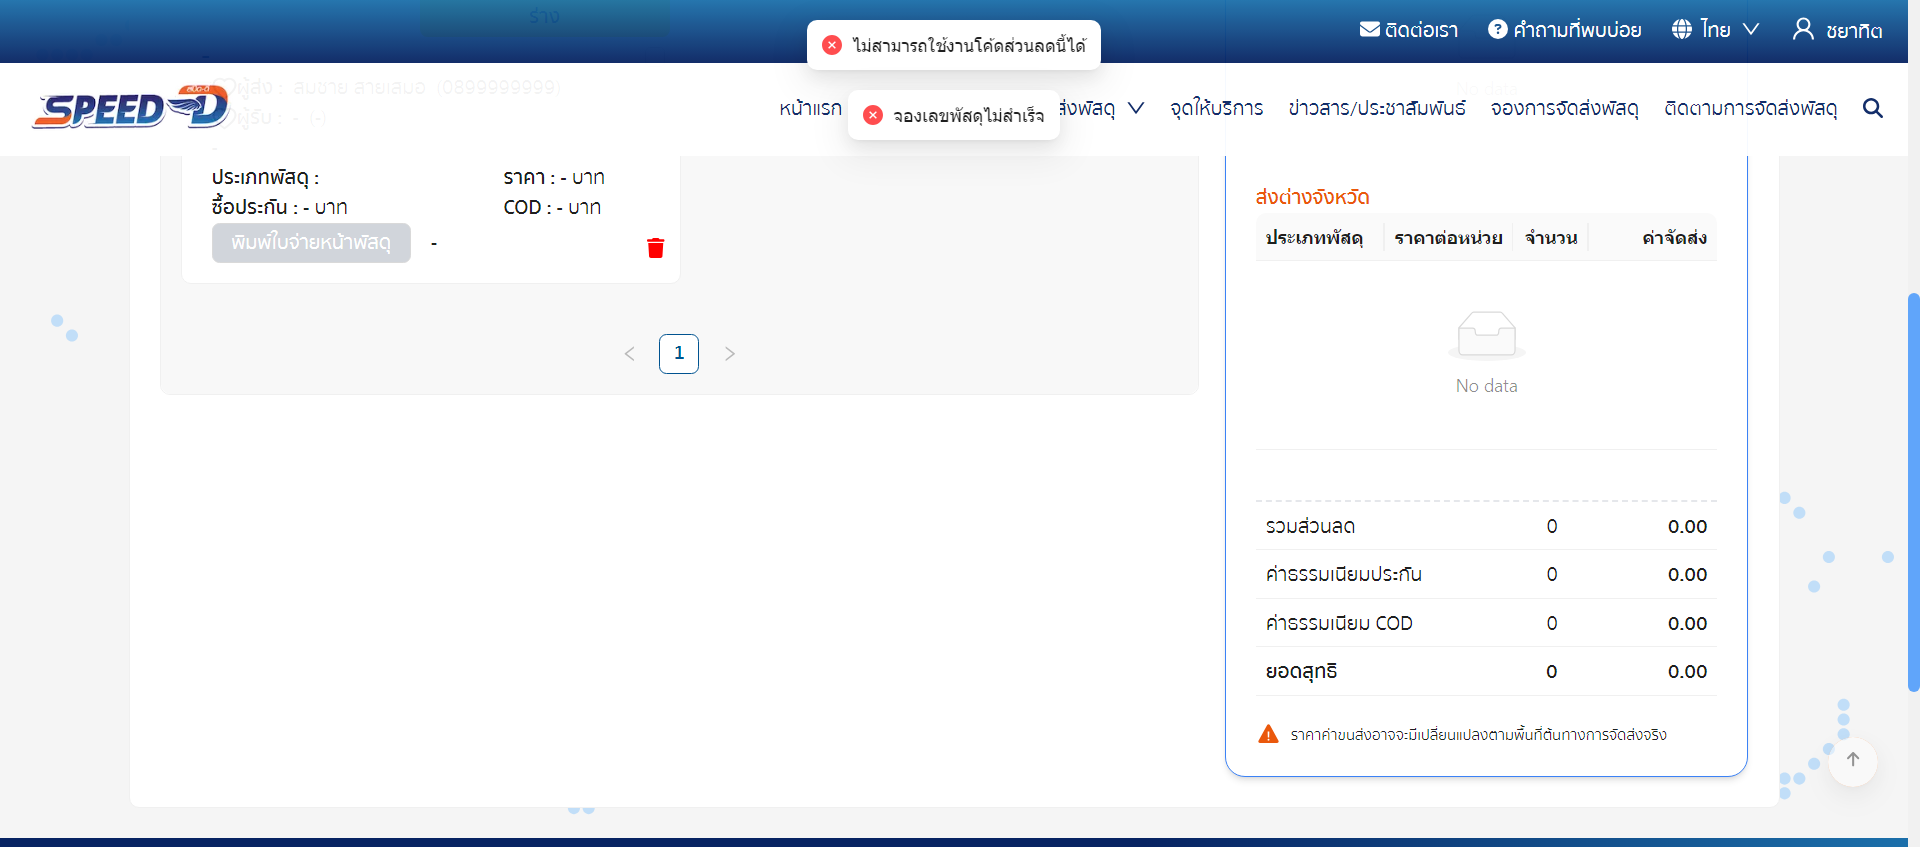 ร่าง
ไม่สามารถใช้งานโค้ดส่วนลดนี้ได้
ติดต่อเรา
คำถามที่พบบ่อย
ไทย
ชยาทิต
สปีด-ดี
SPEED-D
ผู้ส่ง : สมชาย สายเสมอ (0899999999)
ผู้รับ : - (-)
No data
หน้าแรก
จองเลขพัสดุไม่สำเร็จ
ส่งพัสดุ
จุดให้บริการ
ข่าวสาร/ประชาสัมพันธ์
จองการจัดส่งพัสดุ
ติดตามการจัดส่งพัสดุ
ประเภทพัสดุ :
ราคา : - บาท
ซื้อประกัน : - บาท
COD : - บาท
พิมพ์ใบจ่ายหน้าพัสดุ
-
1
ส่งต่างจังหวัด
ประเภทพัสดุ ราคาต่อหน่วย จำนวน ค่าจัดส่ง
No data
รวมส่วนลด 0 0.00
ค่าธรรมเนียมประกัน 0 0.00
ค่าธรรมเนียม COD 0 0.00
ยอดสุทธิ 0 0.00
ราคาค่าขนส่งอาจจะมีเปลี่ยนแปลงตามพื้นที่ต้นทางการจัดส่งจริง